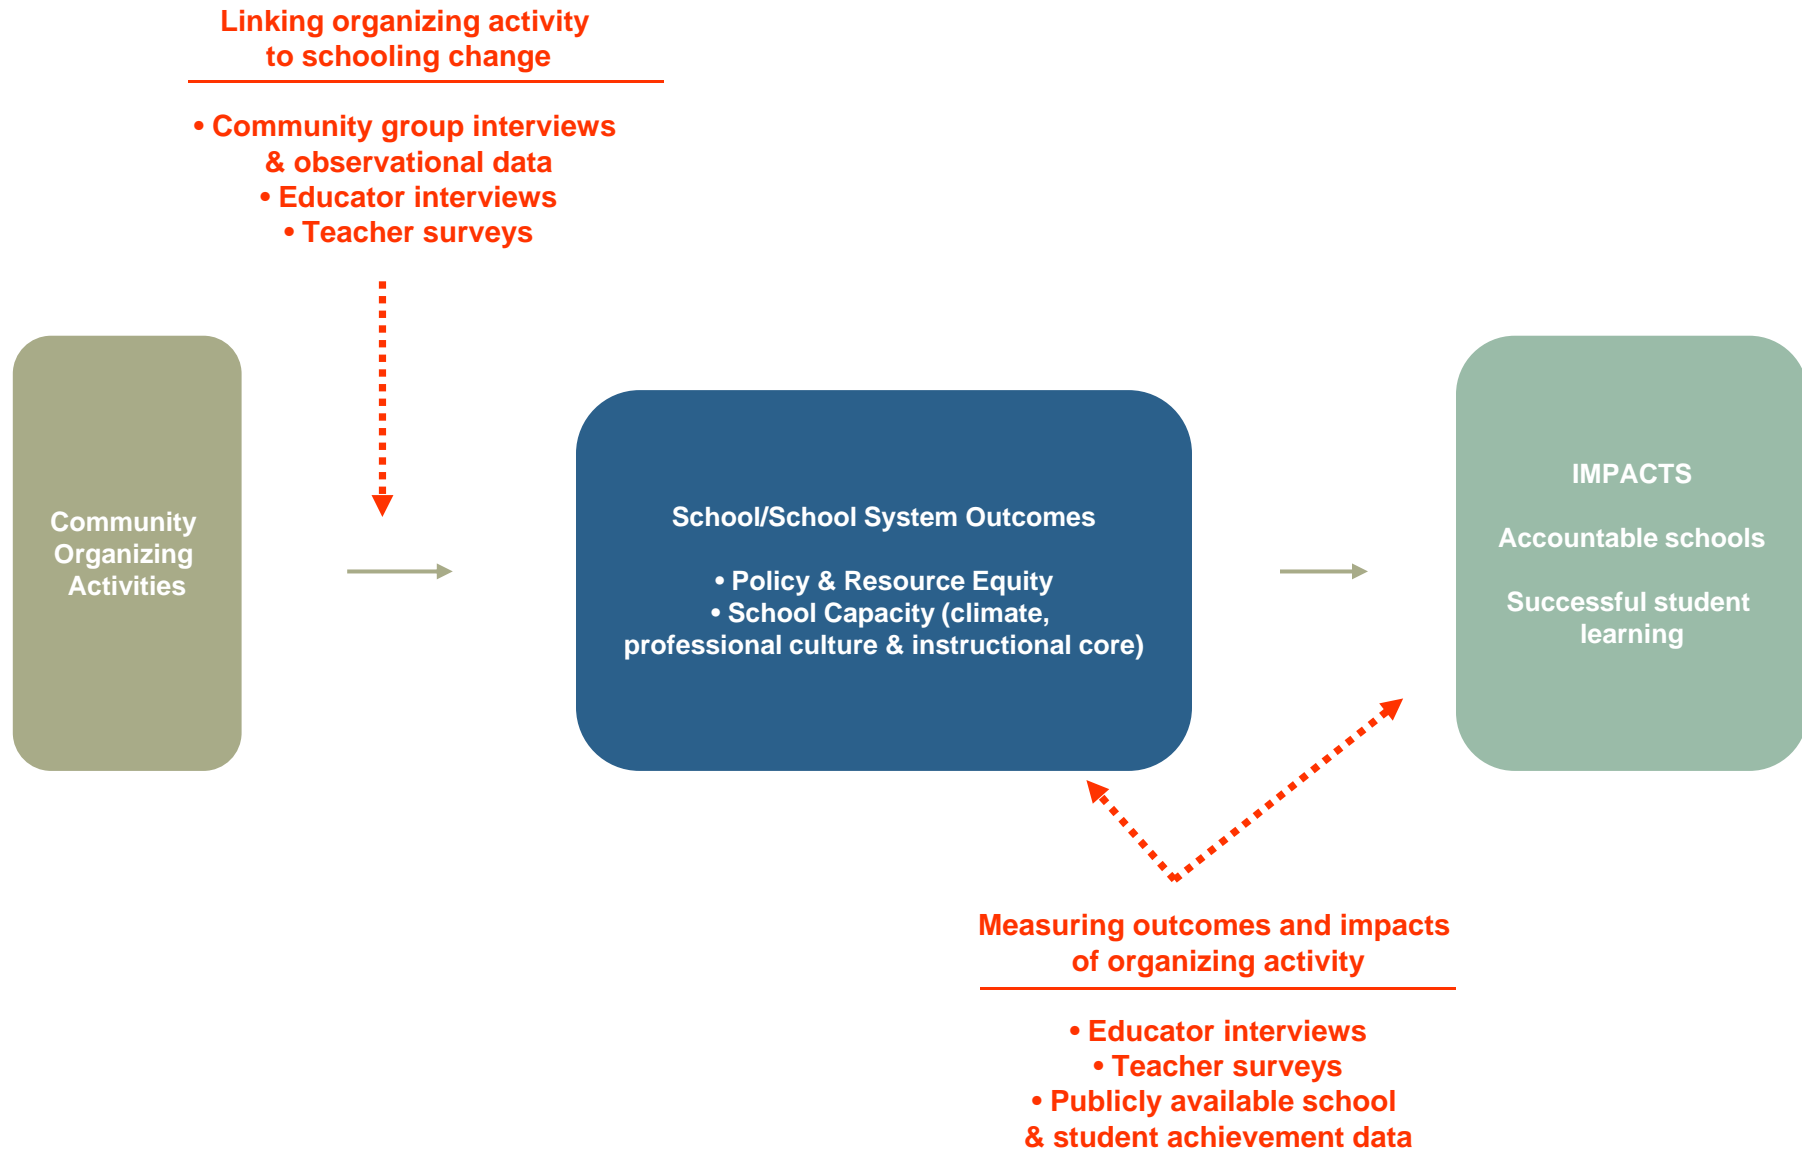 Linking organizing activity
to schooling change
• Community group interviews
& observational data
• Educator interviews
• Teacher surveys
Community
Organizing
Activities
School/School System Outcomes
• Policy & Resource Equity
• School Capacity (climate,
professional culture & instructional core)
IMPACTS
Accountable schools
Successful student
learning
Measuring outcomes and impacts
of organizing activity
• Educator interviews
• Teacher surveys
• Publicly available school
& student achievement data